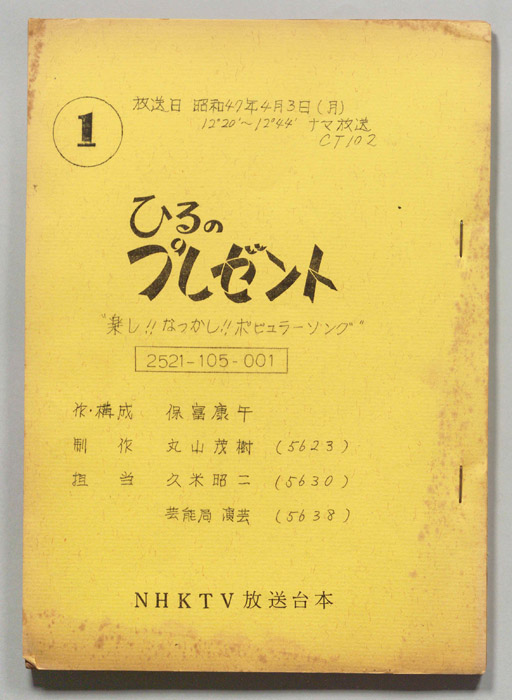 1
放送日 昭和47年4月3日(月)
12°20'~12°44' ナマ放送
CT102
ひるの
プレゼント
"楽し!!なつかし!!ポピュラーソング"
2521-105-001
作・構成 保富康午
制作 丸山茂樹 (5623)
担当 久米昭二 (5630)
芸能局 演芸 (5638)
NHKTV放送台本